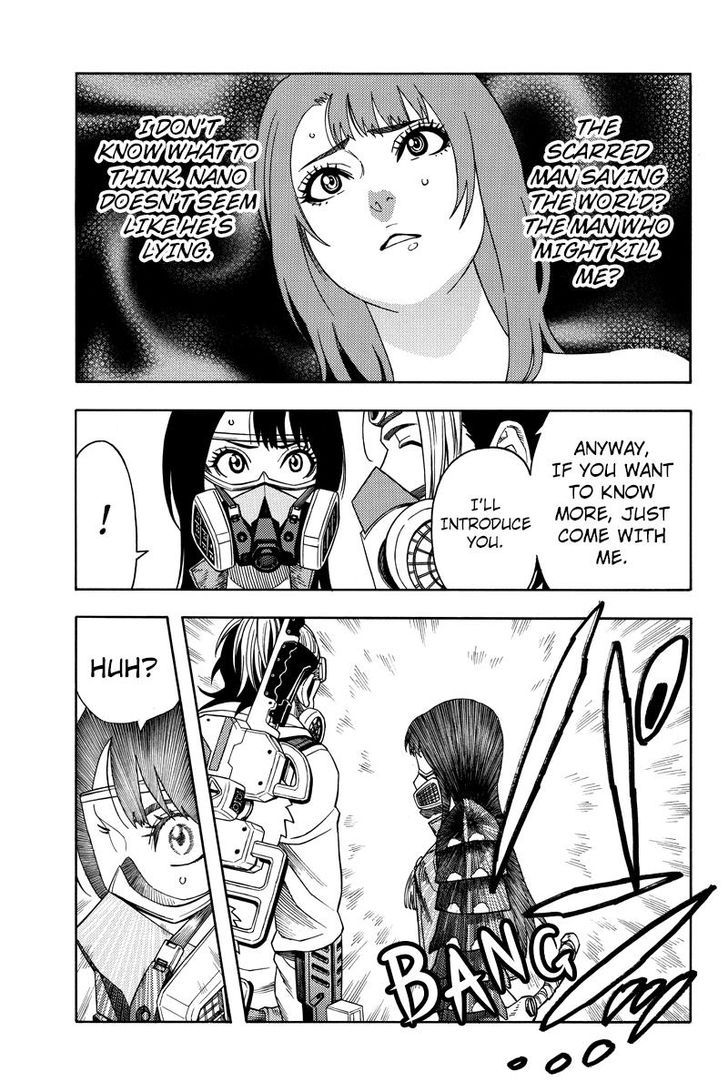 THE
SCARRED
MAN SAVING
THE WORLD?
THE MAN WHO
MIGHT KILL
ME?
I DON'T
KNOW WHAT TO
THINK. NANO
DOESN'T SEEM
LIKE HE'S
LYING.
ANYWAY,
IF YOU WANT
TO KNOW
MORE, JUST
COME WITH
ME.
I'LL
INTRODUCE
YOU.
!
BANG
HUH?